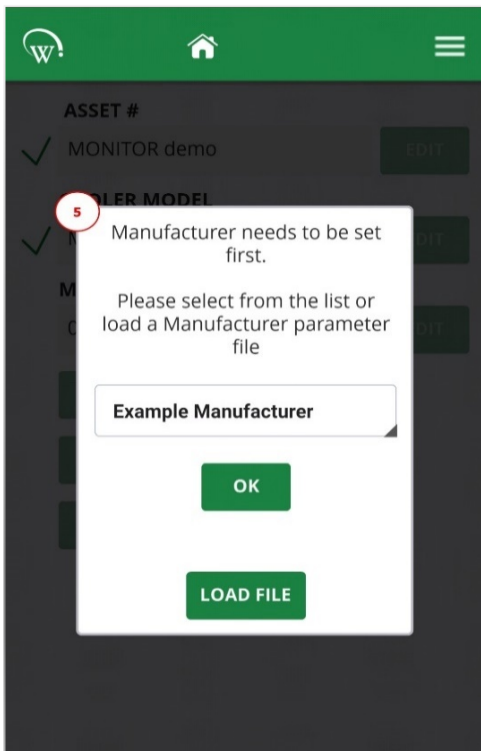 W
ASSET #
MONITOR demo
EDIT
OLER MODEL
5
Manufacturer needs to be set
first.
Please select from the list or
load a Manufacturer parameter
file
Example Manufacturer
OK
LOAD FILE